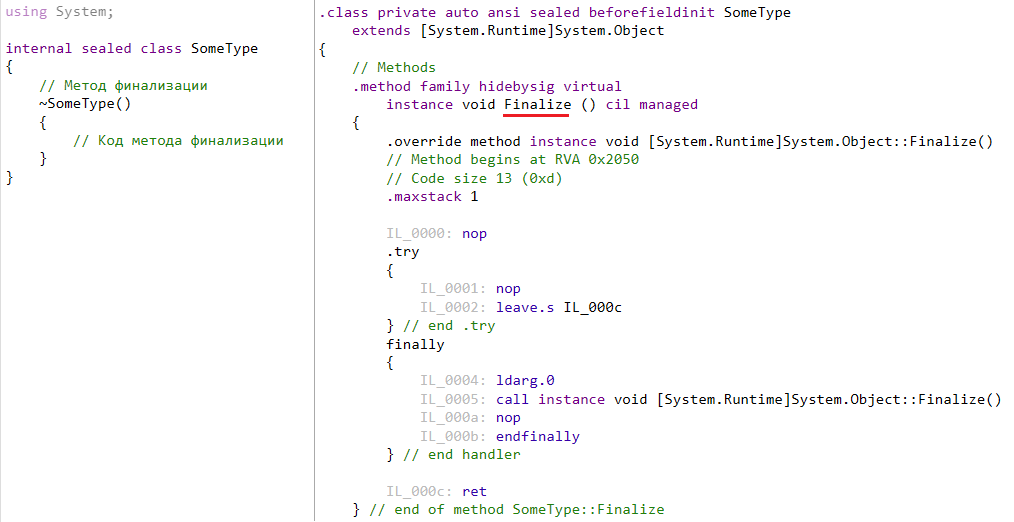 using System;

internal sealed class SomeType
{
    // Метод финализации
    ~SomeType()
    {
        // Код метода финализации
    }
}
.class private auto ansi sealed beforefieldinit SomeType
    extends [System.Runtime]System.Object
{
    // Methods
    .method family hidebysig virtual
        instance void Finalize () cil managed
    {
        .override method instance void [System.Runtime]System.Object::Finalize()
        // Method begins at RVA 0x2050
        // Code size 13 (0xd)
        .maxstack 1

        IL_0000: nop
        .try
        {
            IL_0001: nop
            IL_0002: leave.s IL_000c
        } // end .try
        finally
        {
            IL_0004: ldarg.0
            IL_0005: call instance void [System.Runtime]System.Object::Finalize()
            IL_000a: nop
            IL_000b: endfinally
        } // end handler

        IL_000c: ret
    } // end of method SomeType::Finalize